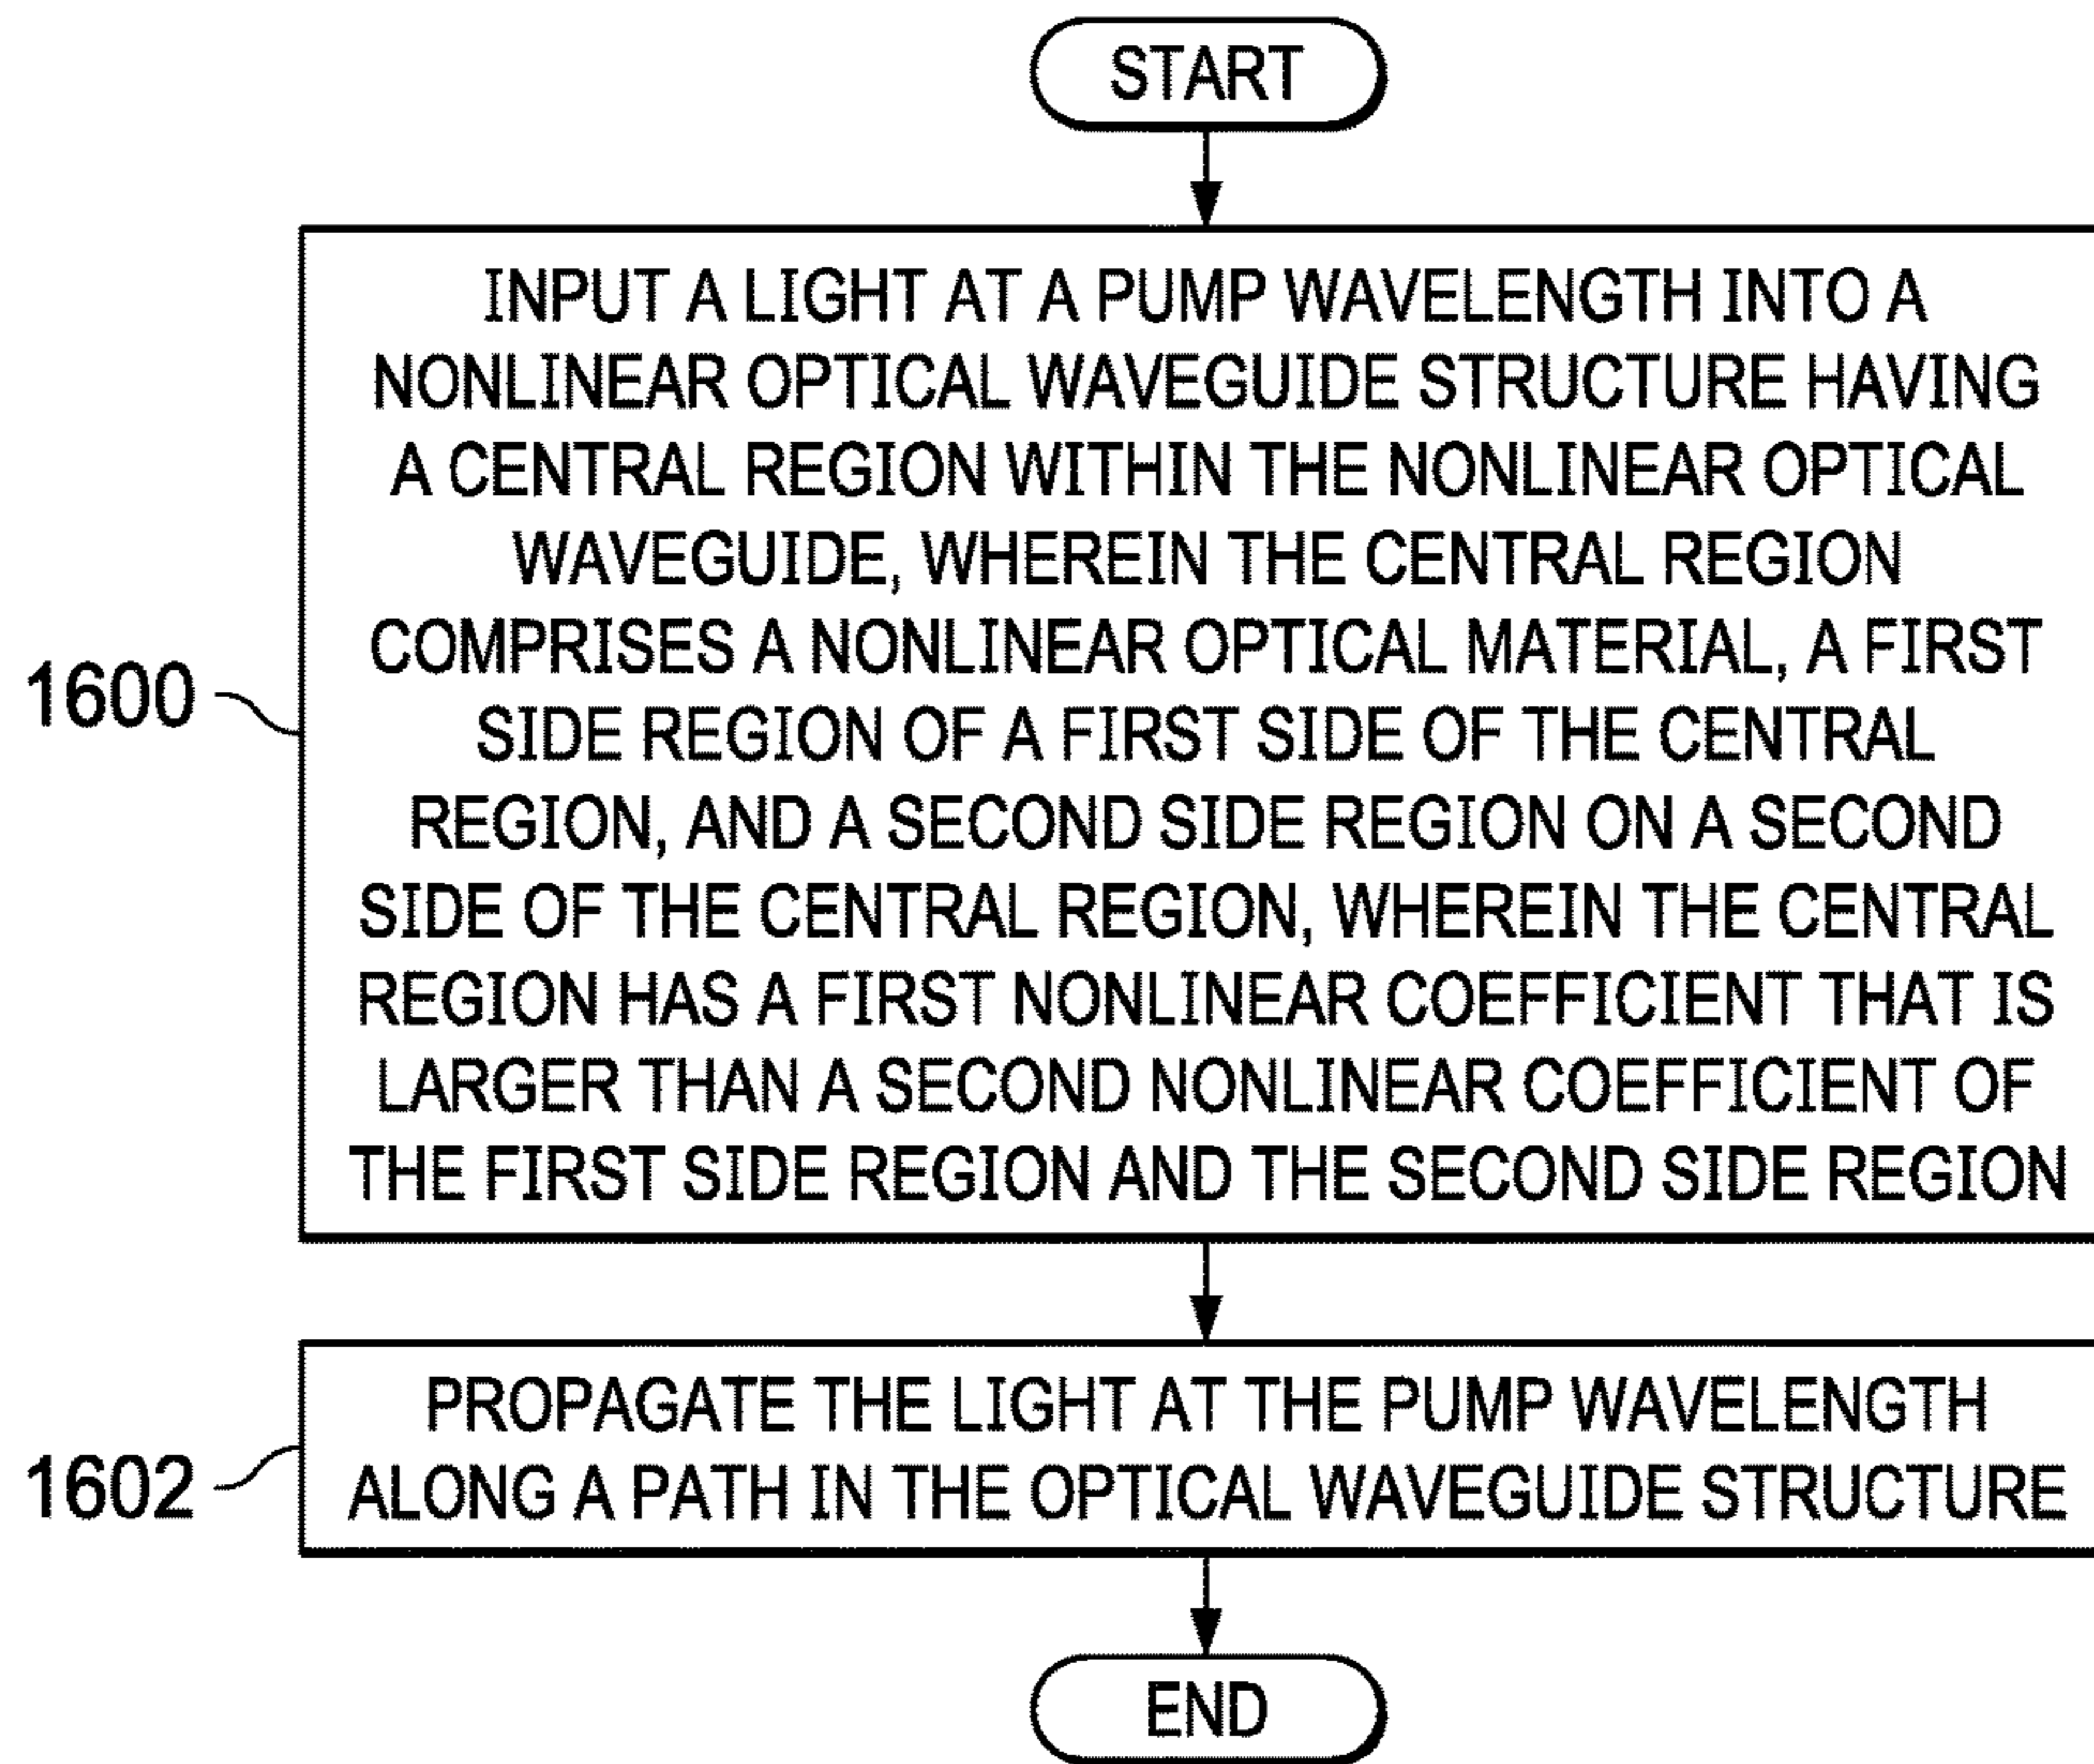 START
INPUT A LIGHT AT A PUMP WAVELENGTH INTO A
NONLINEAR OPTICAL WAVEGUIDE STRUCTURE HAVING
A CENTRAL REGION WITHIN THE NONLINEAR OPTICAL
WAVEGUIDE, WHEREIN THE CENTRAL REGION
COMPRISES A NONLINEAR OPTICAL MATERIAL, A FIRST
SIDE REGION OF A FIRST SIDE OF THE CENTRAL
REGION, AND A SECOND SIDE REGION ON A SECOND
SIDE OF THE CENTRAL REGION, WHEREIN THE CENTRAL
REGION HAS A FIRST NONLINEAR COEFFICIENT THAT IS
LARGER THAN A SECOND NONLINEAR COEFFICIENT OF
THE FIRST SIDE REGION AND THE SECOND SIDE REGION
1600
PROPAGATE THE LIGHT AT THE PUMP WAVELENGTH
ALONG A PATH IN THE OPTICAL WAVEGUIDE STRUCTURE
1602
END